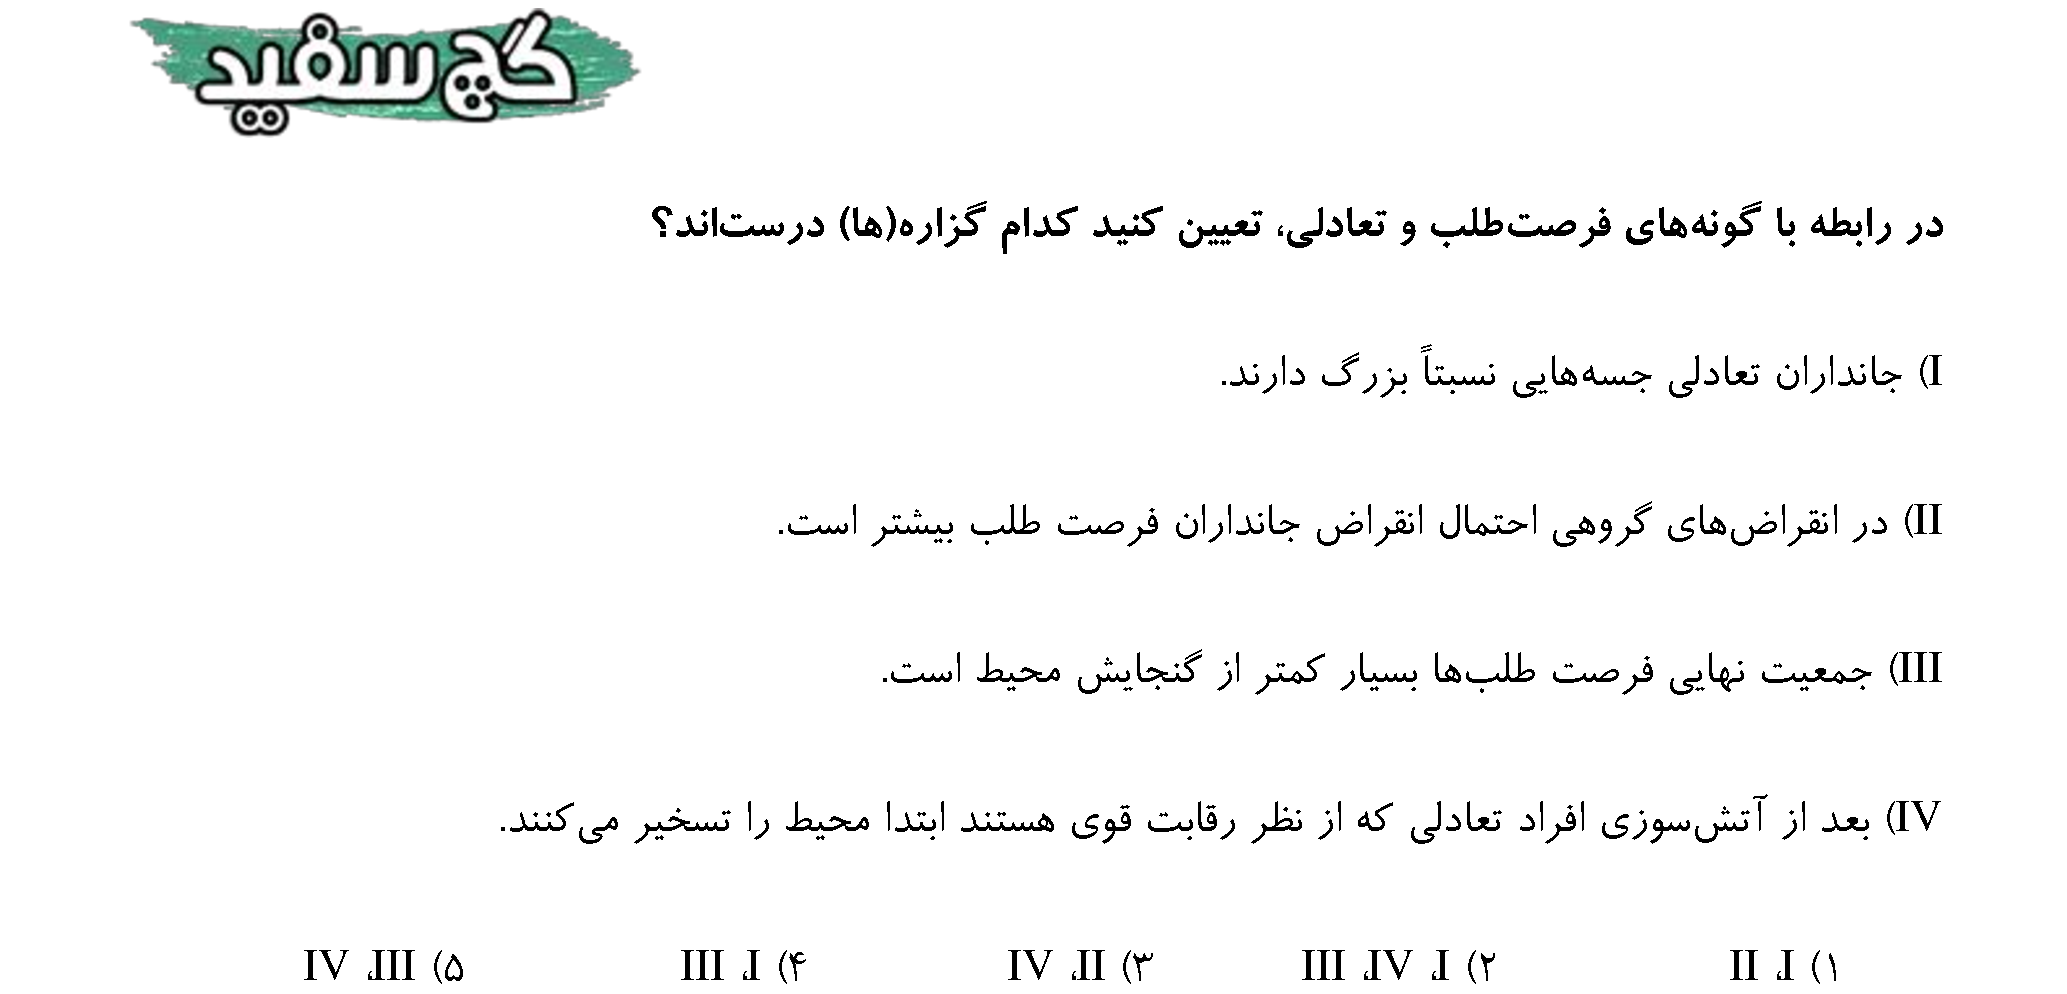 گچ سفید
در رابطه با گونه‌های فرصت‌طلب و تعادلی، تعیین کنید کدام گزاره(ها) درست‌اند؟
I) جانداران تعادلی جسه‌هایی نسبتاً بزرگ دارند.
II) در انقراض‌های گروهی احتمال انقراض جانداران فرصت طلب بیشتر است.
III) جمعیت نهایی فرصت طلب‌ها بسیار کمتر از گنجایش محیط است.
IV) بعد از آتش‌سوزی افراد تعادلی که از نظر رقابت قوی هستند ابتدا محیط را تسخیر می‌کنند.
۱) I، II ۲) I، IV، III ۳) II، IV ۴) I، III ۵) III، IV